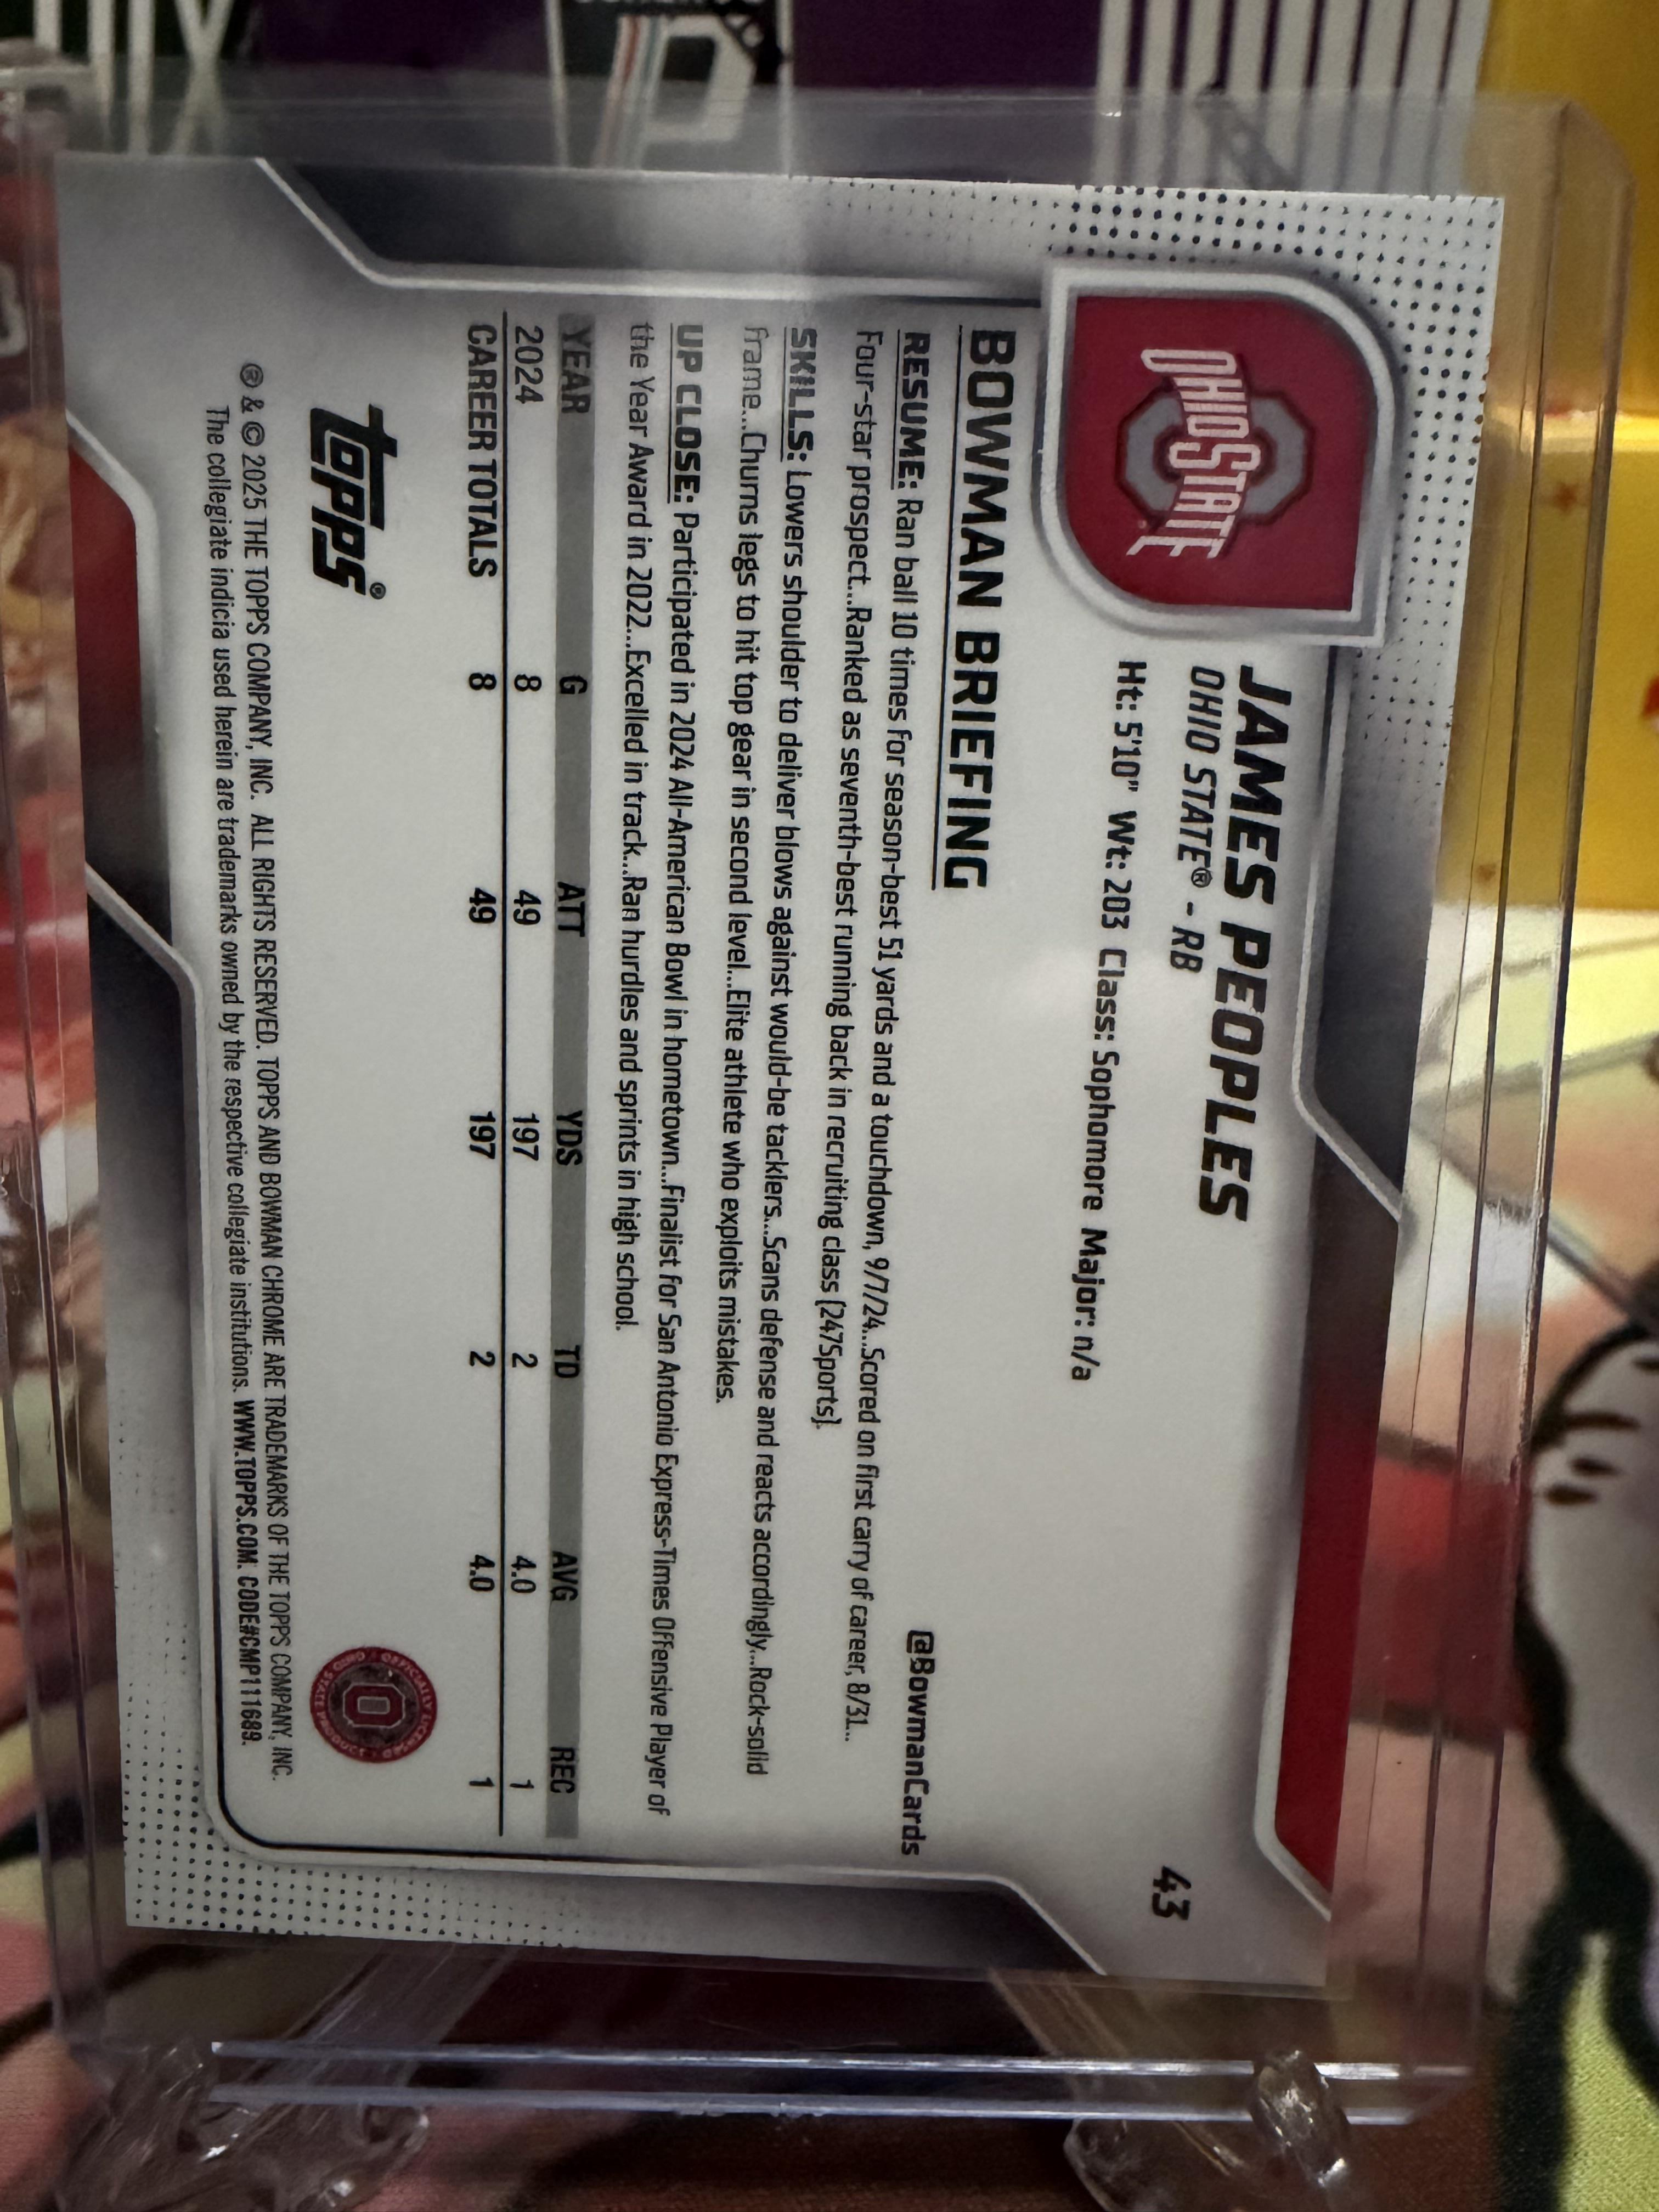 OHIO STATE
JAMES PEOPLES
OHIO STATE® - RB
Ht: 5'10" Wt: 203 Class: Sophomore Major: n/a
43
BOWMAN BRIEFING
@BowmanCards
RESUME: Ran ball 10 times for season-best 51 yards and a touchdown, 9/7/24...Scored on first carry of career, 8/31...
Four-star prospect...Ranked as seventh-best running back in recruiting class (247Sports).
SKILLS: Lowers shoulder to deliver blows against would-be tacklers...Scans defense and reacts accordingly...Rock-solid
frame...Churns legs to hit top gear in second level...Elite athlete who exploits mistakes.
UP CLOSE: Participated in 2024 All-American Bowl in hometown...Finalist for San Antonio Express-Times Offensive Player of
the Year Award in 2022...Excelled in track...Ran hurdles and sprints in high school.
YEAR G ATT YDS TD AVG REC
2024 8 49 197 2 4.0 1
CAREER TOTALS 8 49 197 2 4.0 1
topps®
OFFICIALLY LICENSED
OHIO STATE PRODUCT
® & © 2025 THE TOPPS COMPANY, INC. ALL RIGHTS RESERVED. TOPPS AND BOWMAN CHROME ARE TRADEMARKS OF THE TOPPS COMPANY, INC.
The collegiate indicia used herein are trademarks owned by the respective collegiate institutions. WWW.TOPPS.COM. CODE#CMP111689.